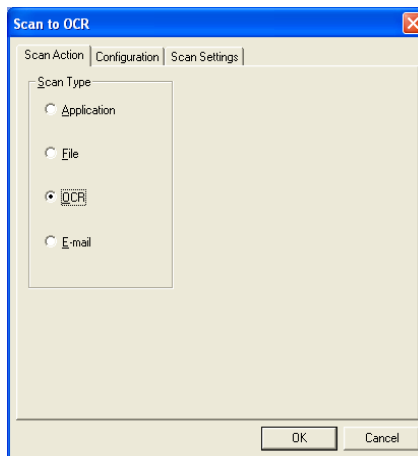 Scan to OCR
Scan Action Configuration Scan Settings
Scan Type
Application
File
OCR
E-mail
OK Cancel